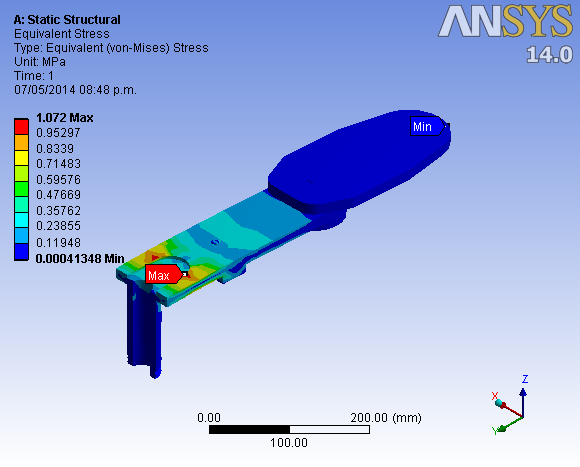 A: Static Structural
Equivalent Stress
Type: Equivalent (von-Mises) Stress
Unit: MPa
Time: 1
07/05/2014 08:48 p.m.
ANSYS
14.0
1.072 Max
0.95297
0.8339
0.71483
0.59576
0.47669
0.35762
0.23855
0.11948
0.00041348 Min
Min
Max
0.00
200.00 (mm)
100.00
Z
X
Y